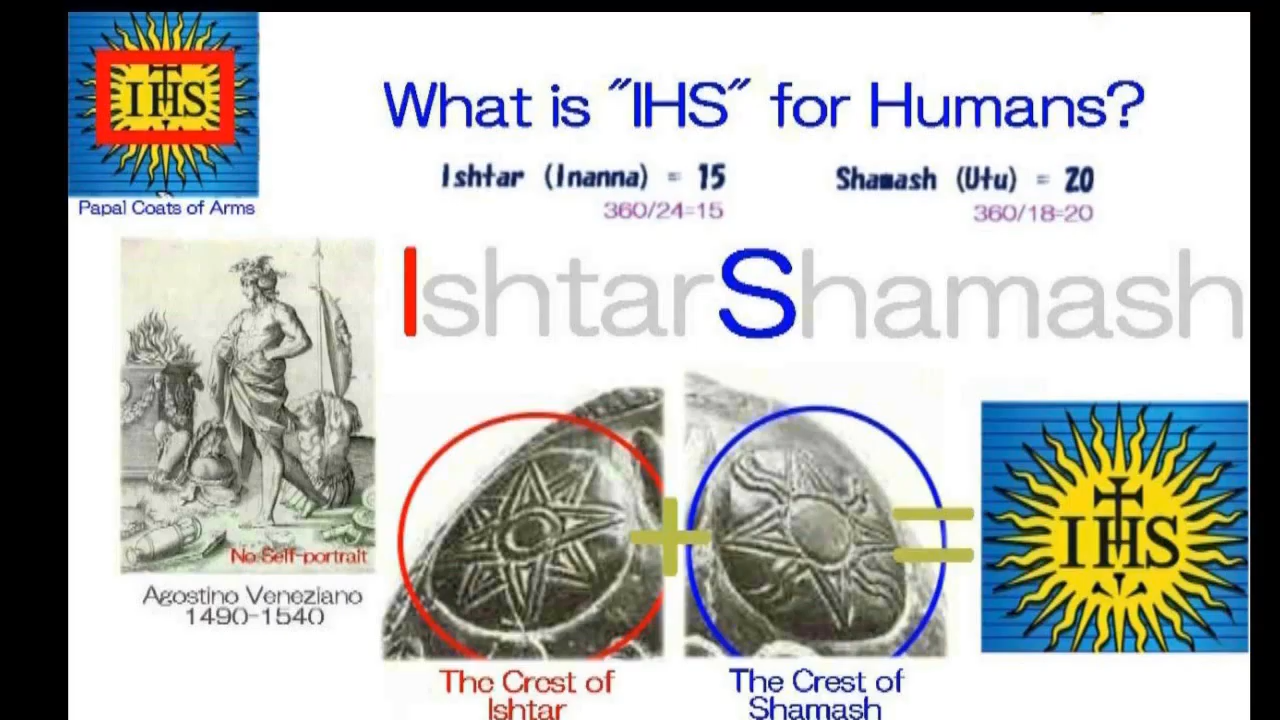 IHS
Papal Coats of Arms
What is "IHS" for Humans?
Ishtar (Inanna) = 15
360/24=15
Shamash (Utu) = 20
360/18=20
IshtarShamash
No Self-portrait
Agostino Veneziano
1490-1540
+
=
IHS
The Crest of
Ishtar
The Crest of
Shamash